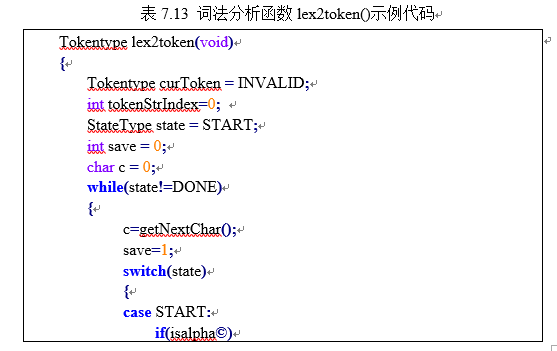 表 7.13 词法分析函数 lex2token()示例代码
Tokentype lex2token(void)
{
Tokentype curToken = INVALID;
int tokenStrIndex=0;
StateType state = START;
int save = 0;
char c = 0;
while(state!=DONE)
{
c=getNextChar();
save=1;
switch(state)
{
case START:
if(isalpha©)